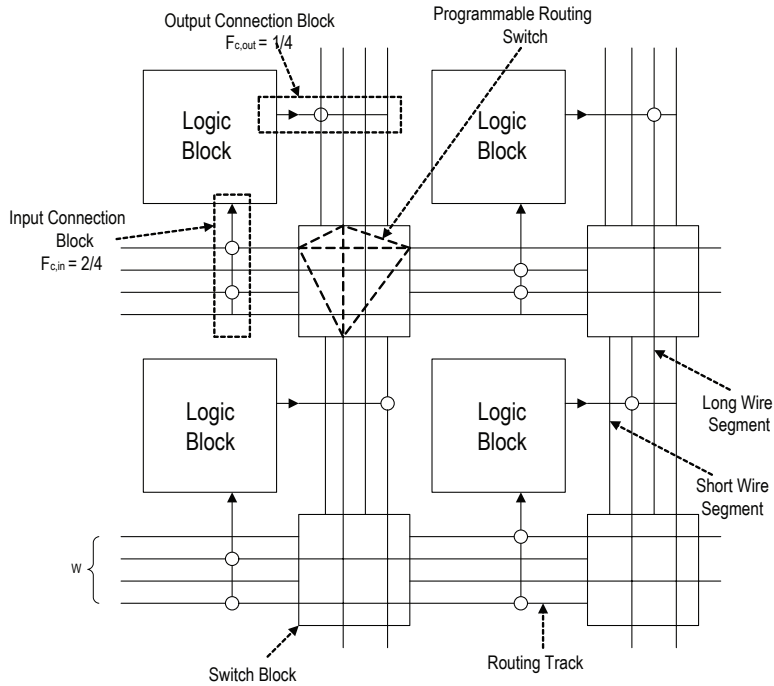 Output Connection Block
Fc,out = 1/4
Programmable Routing
Switch
Logic
Block
Logic
Block
Input Connection
Block
Fc,in = 2/4
Logic
Block
Logic
Block
Long Wire
Segment
Short Wire
Segment
W
Switch Block
Routing Track